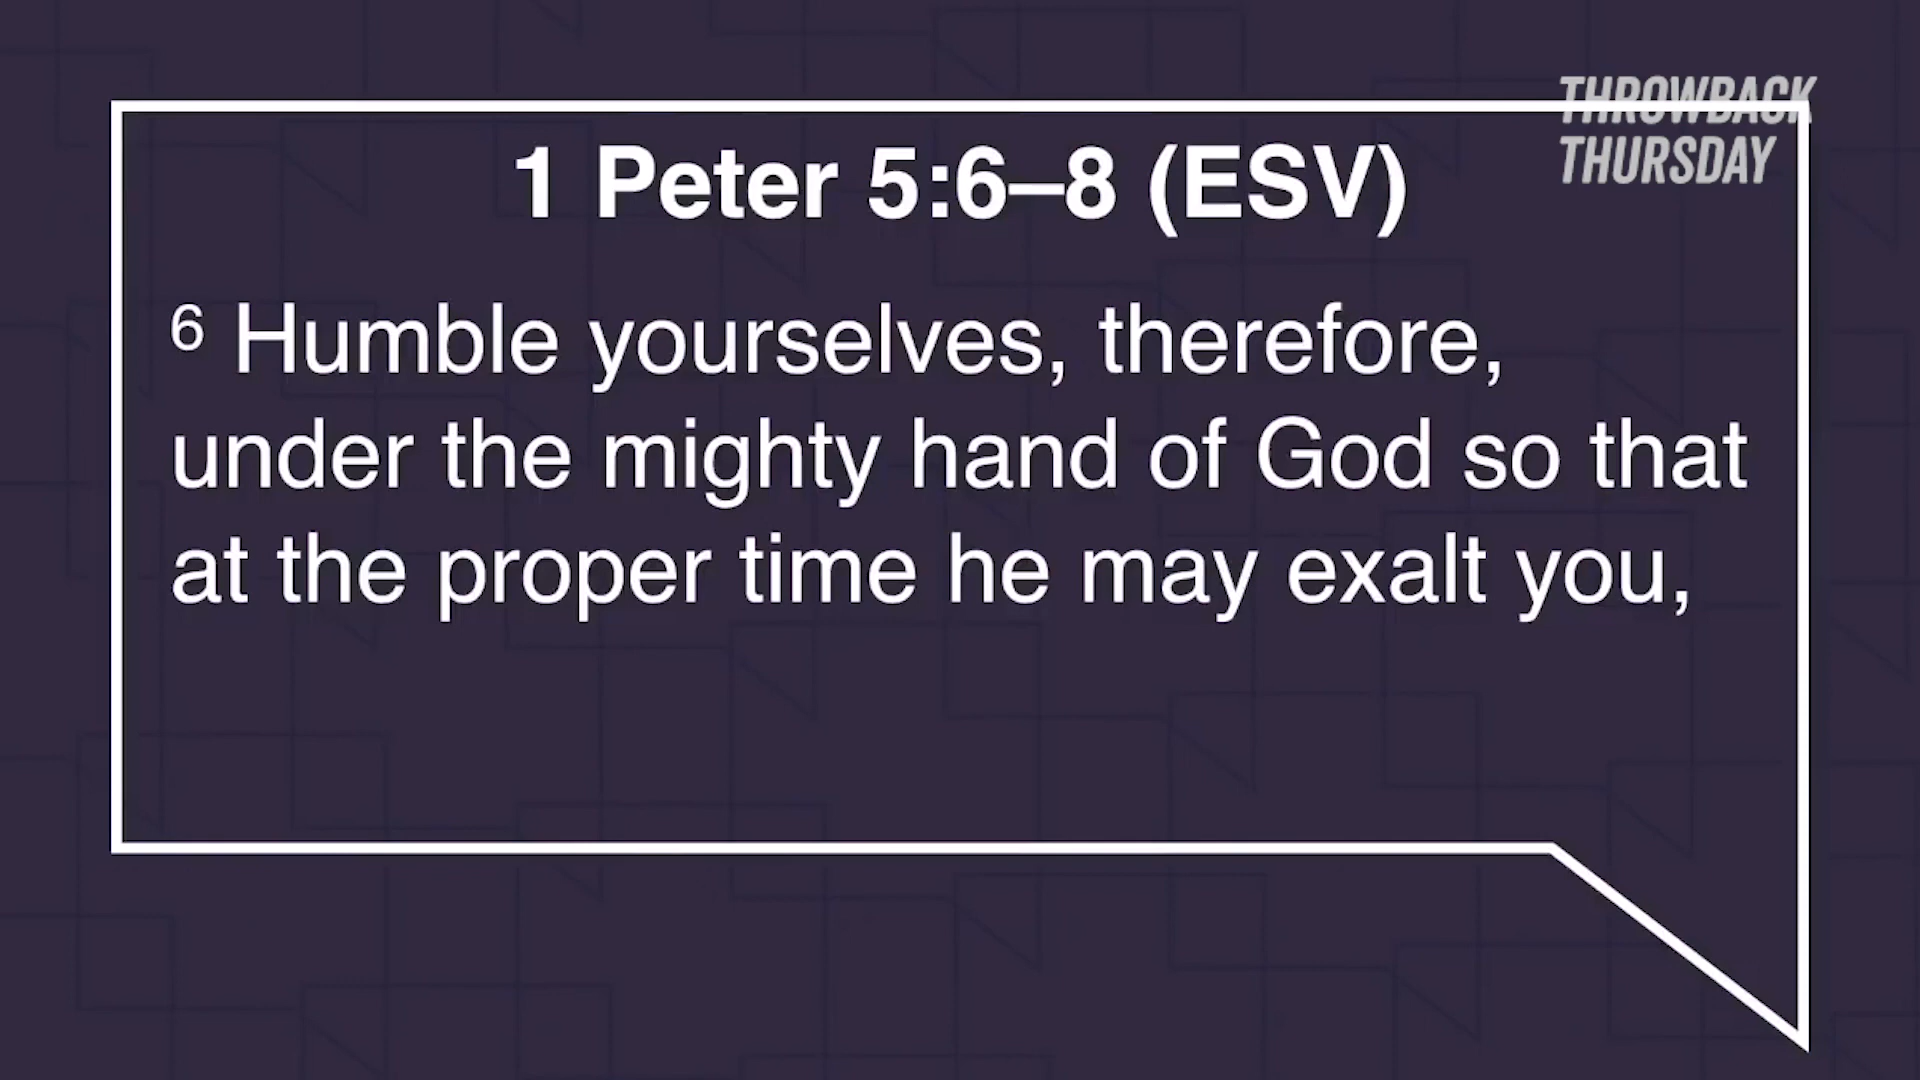 THROWBACK
THURSDAY
1 Peter 5:6–8 (ESV)
6 Humble yourselves, therefore,
under the mighty hand of God so that
at the proper time he may exalt you,